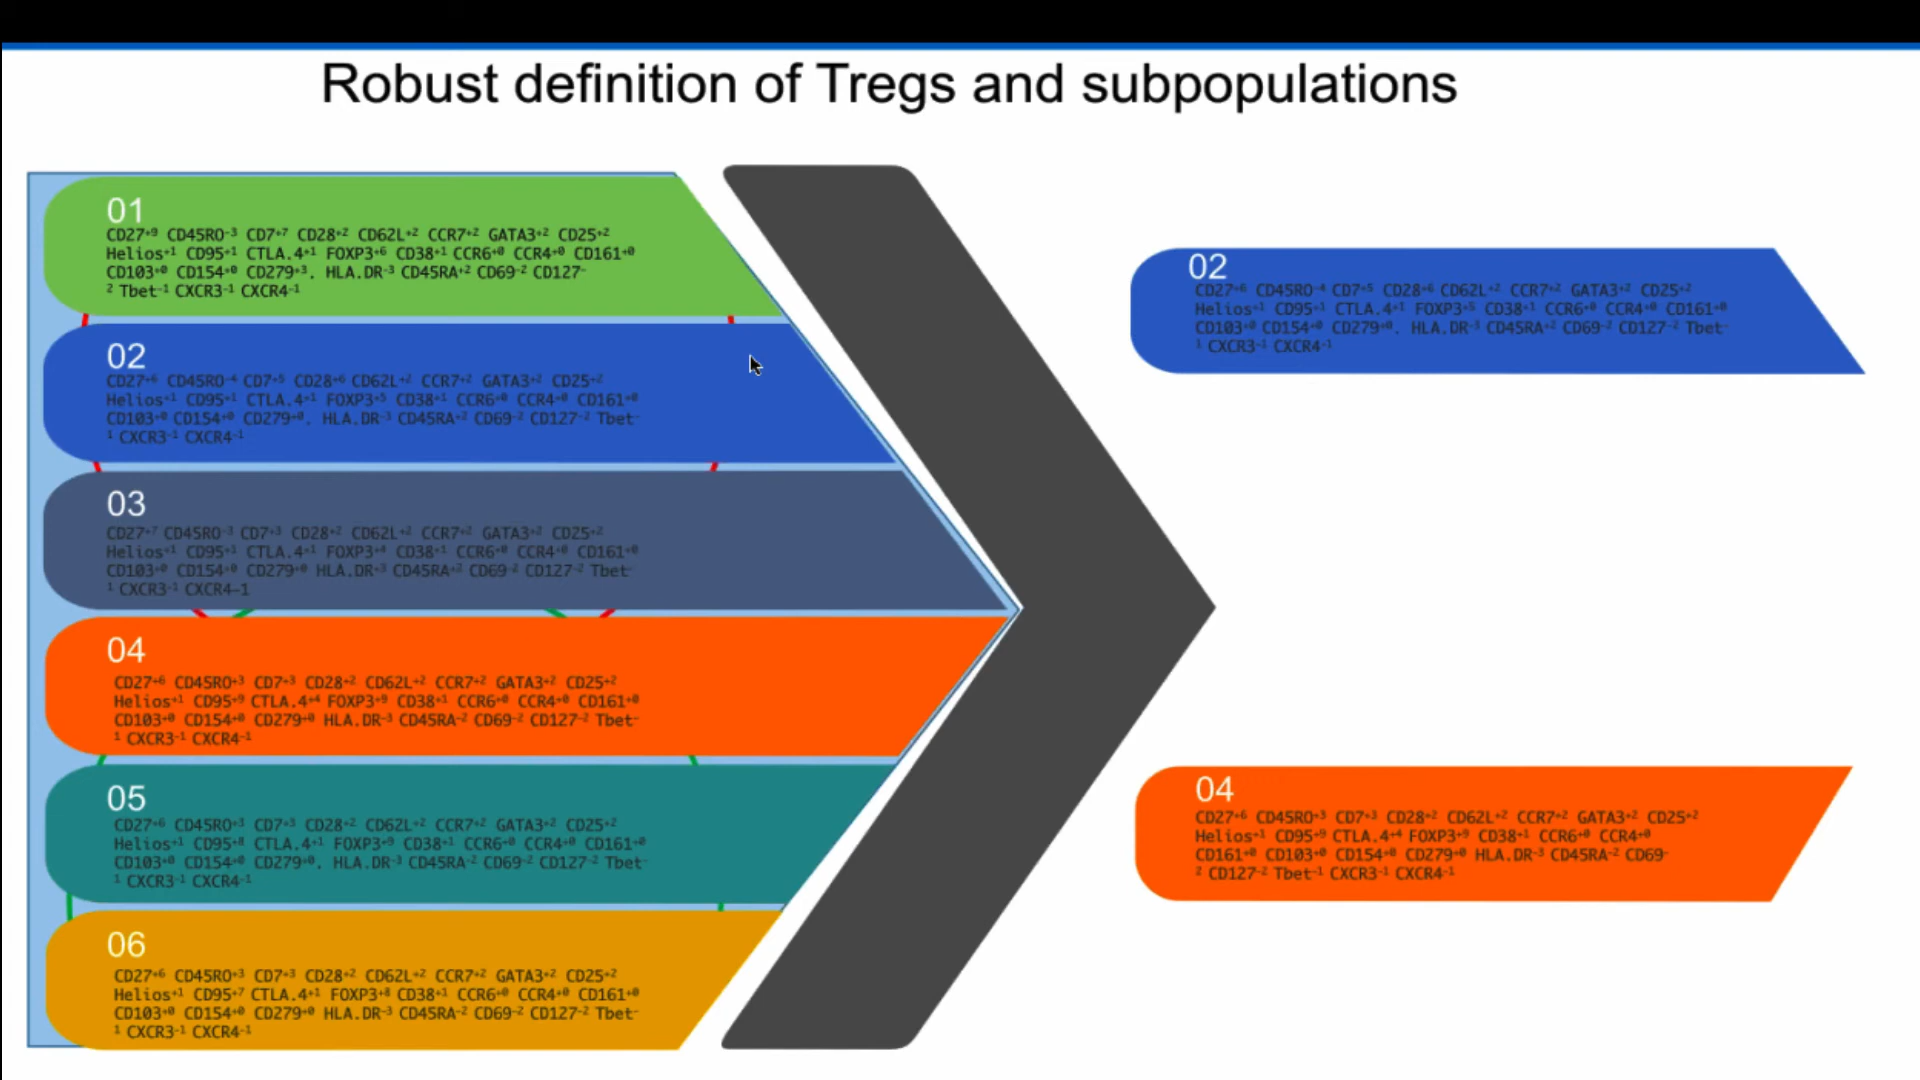 Robust definition of Tregs and subpopulations
01
CD27⁺⁹ CD45RO⁻³ CD7⁺⁷ CD28⁺² CD62L⁺² CCR7⁺² GATA3⁺² CD25⁺²
Helios⁺¹ CD95⁺¹ CTLA.4⁺¹ FOXP3⁺⁶ CD38⁺¹ CCR6⁺⁰ CCR4⁺⁰ CD161⁺⁰
CD103⁺⁰ CD154⁺⁰ CD279⁺³. HLA.DR⁻³ CD45RA⁺² CD69⁻² CD127⁻
² Tbet⁻¹ CXCR3⁻¹ CXCR4⁻¹
02
CD27⁺⁶ CD45RO⁻⁴ CD7⁺⁵ CD28⁺⁶ CD62L⁺² CCR7⁺² GATA3⁺² CD25⁺²
Helios⁺¹ CD95⁺¹ CTLA.4⁺¹ FOXP3⁺⁵ CD38⁺¹ CCR6⁺⁰ CCR4⁺⁰ CD161⁺⁰
CD103⁺⁰ CD154⁺⁰ CD279⁺⁰. HLA.DR⁻³ CD45RA⁺² CD69⁻² CD127⁻² Tbet⁻
¹ CXCR3⁻¹ CXCR4⁻¹
03
CD27⁺⁷ CD45RO⁻³ CD7⁺³ CD28⁺² CD62L⁺² CCR7⁺² GATA3⁺² CD25⁺²
Helios⁺¹ CD95⁺¹ CTLA.4⁺¹ FOXP3⁺⁴ CD38⁺¹ CCR6⁺⁰ CCR4⁺⁰ CD161⁺⁰
CD103⁺⁰ CD154⁺⁰ CD279⁺⁰ HLA.DR⁺³ CD45RA⁺² CD69⁻² CD127⁻² Tbet⁻
¹ CXCR3⁻¹ CXCR4–1
04
CD27⁺⁶ CD45RO⁺³ CD7⁺³ CD28⁺² CD62L⁺² CCR7⁺² GATA3⁺² CD25⁺²
Helios⁺¹ CD95⁺⁹ CTLA.4⁺⁴ FOXP3⁺⁹ CD38⁺¹ CCR6⁺⁰ CCR4⁺⁰ CD161⁺⁰
CD103⁺⁰ CD154⁺⁰ CD279⁺⁰ HLA.DR⁻³ CD45RA⁻² CD69⁻² CD127⁻² Tbet⁻
¹ CXCR3⁻¹ CXCR4⁻¹
05
CD27⁺⁶ CD45RO⁺³ CD7⁺³ CD28⁺² CD62L⁺² CCR7⁺² GATA3⁺² CD25⁺²
Helios⁺¹ CD95⁺⁸ CTLA.4⁺¹ FOXP3⁺⁹ CD38⁺¹ CCR6⁺⁰ CCR4⁺⁰ CD161⁺⁰
CD103⁺⁰ CD154⁺⁰ CD279⁺⁰. HLA.DR⁻³ CD45RA⁻² CD69⁻² CD127⁻² Tbet⁻
¹ CXCR3⁻¹ CXCR4⁻¹
06
CD27⁺⁶ CD45RO⁺³ CD7⁺³ CD28⁺² CD62L⁺² CCR7⁺² GATA3⁺² CD25⁺²
Helios⁺¹ CD95⁺⁷ CTLA.4⁺¹ FOXP3⁺⁸ CD38⁺¹ CCR6⁺⁰ CCR4⁺⁰ CD161⁺⁰
CD103⁺⁰ CD154⁺⁰ CD279⁺⁰ HLA.DR⁻³ CD45RA⁻² CD69⁻² CD127⁻² Tbet⁻
¹ CXCR3⁻¹ CXCR4⁻¹
02
CD27⁺⁶ CD45RO⁻⁴ CD7⁺⁵ CD28⁺⁶ CD62L⁺² CCR7⁺² GATA3⁺² CD25⁺²
Helios⁺¹ CD95⁺¹ CTLA.4⁺¹ FOXP3⁺⁵ CD38⁺¹ CCR6⁺⁰ CCR4⁺⁰ CD161⁺⁰
CD103⁺⁰ CD154⁺⁰ CD279⁺⁰. HLA.DR⁻³ CD45RA⁺² CD69⁻² CD127⁻² Tbet⁻
¹ CXCR3⁻¹ CXCR4⁻¹
04
CD27⁺⁶ CD45RO⁺³ CD7⁺³ CD28⁺² CD62L⁺² CCR7⁺² GATA3⁺² CD25⁺²
Helios⁺¹ CD95⁺⁹ CTLA.4⁺⁴ FOXP3⁺⁹ CD38⁺¹ CCR6⁺⁰ CCR4⁺⁰
CD161⁺⁰ CD103⁺⁰ CD154⁺⁰ CD279⁺⁰ HLA.DR⁻³ CD45RA⁻² CD69⁻
² CD127⁻² Tbet⁻¹ CXCR3⁻¹ CXCR4⁻¹